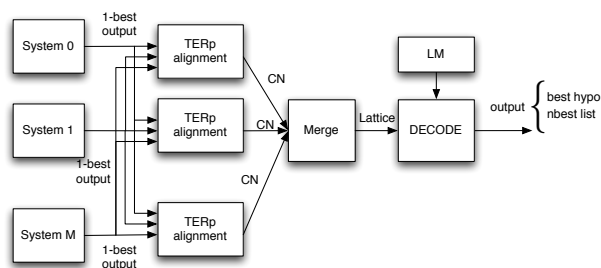 1-best
output
System 0
TERp
alignment
CN
LM
System 1
TERp
alignment
CN
Merge
Lattice
DECODE
output
best hypo
nbest list
1-best
output
CN
System M
TERp
alignment
1-best
output